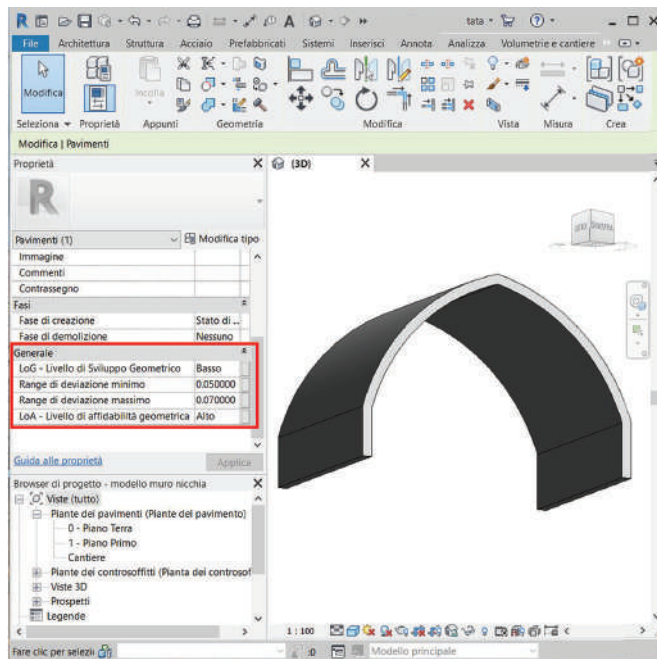 R
A
tata
File Architettura Struttura Acciaio Prefabbricati Sistemi Inserisci Annota Analizza Volumetrie e cantiere
Modifica
Incolla
Seleziona Proprietà Appunti Geometria Modifica Vista Misura Crea
Modifica | Pavimenti
Proprietà
(3D)
R
Pavimenti (1)
Modifica tipo
Immagine
Commenti
Contrassegno
Fasi
Fase di creazione Stato di ...
Fase di demolizione Nessuno
Generale
LoG - Livello di Sviluppo Geometrico Basso
Range di deviazione minimo 0.050000
Range di deviazione massimo 0.070000
LoA - Livello di affidabilità geometrica Alto
Guida alle proprietà
Applica
Browser di progetto - modello muro nicchia
Viste (tutto)
Piante dei pavimenti (Piante del pavimento)
0 - Piano Terra
1 - Piano Primo
Cantiere
Piante dei controsoffitti (Pianta dei controsof
Viste 3D
Prospetti
Legende
1 : 100
Fare clic per selezii
:0
Modello principale